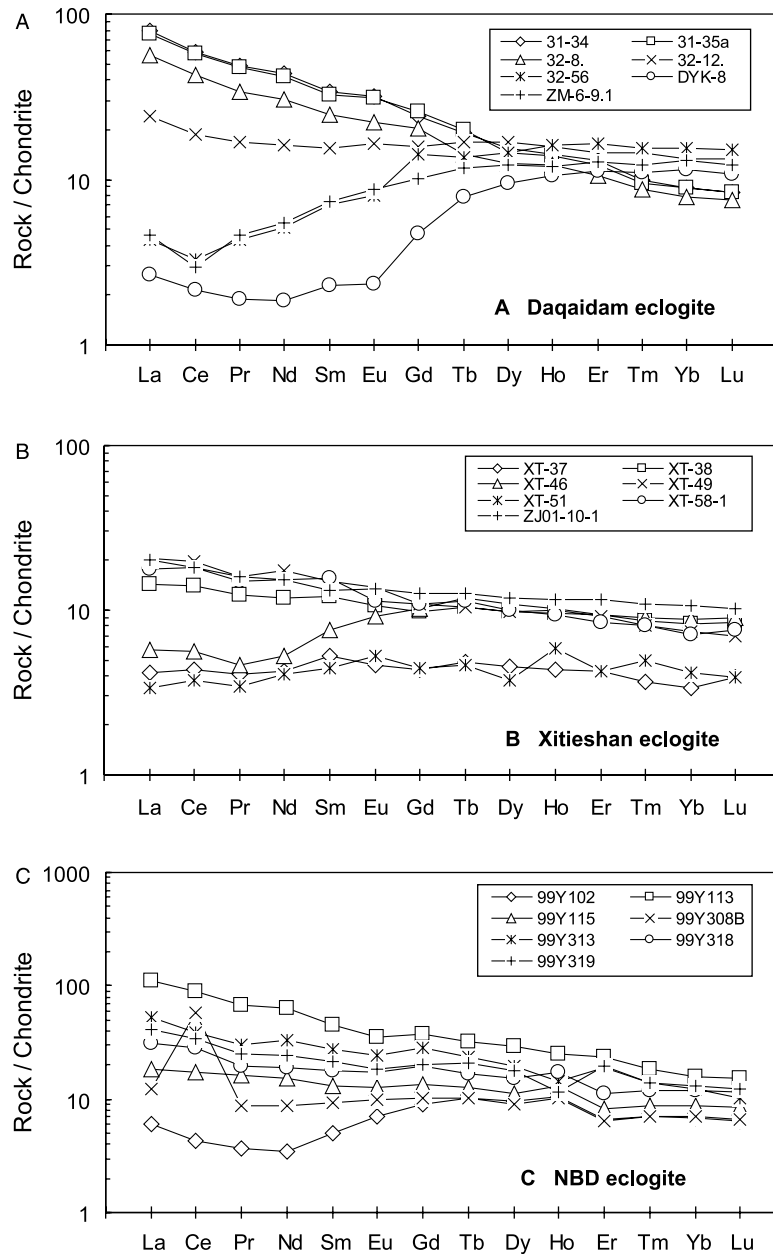 A
100
10
1
Rock / Chondrite
31-34 31-35a
32-8. 32-12.
32-56 DYK-8
ZM-6-9.1
A Daqaidam eclogite
La Ce Pr Nd Sm Eu Gd Tb Dy Ho Er Tm Yb Lu
B
100
10
1
Rock / Chondrite
XT-37 XT-38
XT-46 XT-49
XT-51 XT-58-1
ZJ01-10-1
B Xitieshan eclogite
La Ce Pr Nd Sm Eu Gd Tb Dy Ho Er Tm Yb Lu
C
1000
100
10
1
Rock / Chondrite
99Y102 99Y113
99Y115 99Y308B
99Y313 99Y318
99Y319
C NBD eclogite
La Ce Pr Nd Sm Eu Gd Tb Dy Ho Er Tm Yb Lu